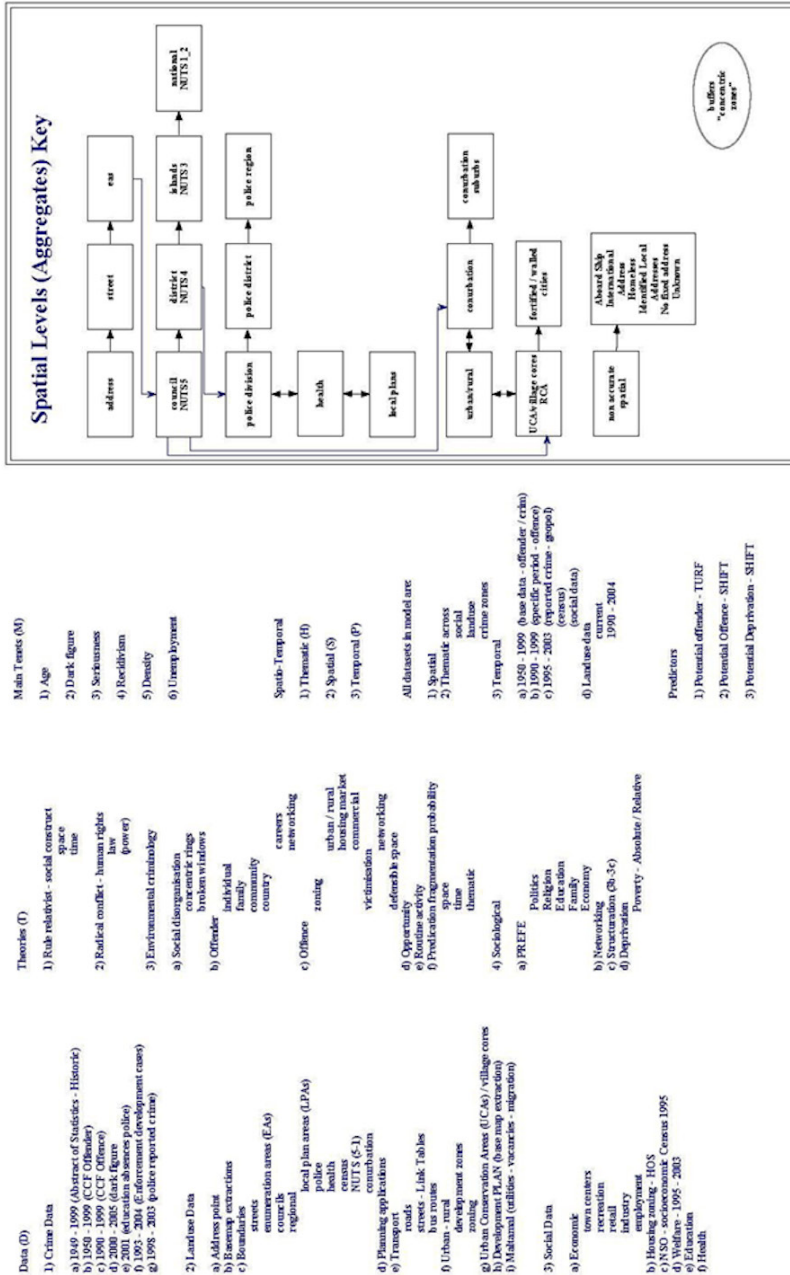 Data (D)
1) Crime Data
a) 1949 - 1999 (Abstract of Statistics - Historic)
b) 1950 - 1999 (CCF Offender)
c) 1990 - 1999 (CCF Offence)
d) 2000 - 2005 (dark figure)
e) 2001 (education absences police)
f) 1993 - 2004 (Enforcement development cases)
g) 1998 - 2003 (police reported crime)
2) Landuse Data
a) Address point
b) Basemap extractions
c) Boundaries
streets
enumeration areas (EAs)
councils
regional
local plan areas (LPAs)
police
health
census
NUTS (5-1)
conurbation
d) Planning applications
e) Transport
roads
streets - Link Tables
bus routes
f) Urban - rural
development zones
zoning
g) Urban Conservation Areas (UCAs) / village cores
h) Development PLAN (base map extraction)
i) Maltamal (utilities - vacancies - migration)
3) Social Data
a) Economic
town centers
recreation
retail
industry
employment
b) Housing zoning - HOS
c) NSO - socioeconomic Census 1995
d) Welfare - 1995 - 2003
e) Education
f) Health
Theories (T)
1) Rule relativist - social construct
space
time
2) Radical conflict - human rights
law
(power)
3) Environmental criminology
a) Social disorganisation
concentric rings
broken windows
b) Offender
individual
family
community
country
careers
networking
c) Offence
zoning
urban / rural
housing market
commercial
victimisation
networking
defensible space
d) Opportunity
e) Routine activity
f) Predication fragmentation probability
space
time
thematic
4) Sociological
a) PREFE
Politics
Religion
Education
Family
Economy
b) Networking
c) Structuration (3b-3c)
d) Deprivation
Poverty - Absolute / Relative
Main Tenets (M)
1) Age
2) Dark figure
3) Seriousness
4) Recidivism
5) Density
6) Unemployment
Spatio-Temporal
1) Thematic (H)
2) Spatial (S)
3) Temporal (P)
All datasets in model are:
1) Spatial
2) Thematic across
social
landuse
crime zones
3) Temporal
a) 1950 - 1999 (base data - offender / crim)
b) 1990 - 1999 (specific period - offence)
c) 1995 - 2003 (reported crime - geopol)
(census)
(social data)
d) Landuse data
current
1990 - 2004
Predictors
1) Potential offender - TURF
2) Potential Offence - SHIFT
3) Potential Deprivation - SHIFT
Spatial Levels (Aggregates) Key
address
street
eas
council
NUTS 5
district
NUTS 4
islands
NUTS 3
national
NUTS 1_2
police division
police district
police region
health
local plans
urban/rural
conurbation
conurbation
suburbs
UCA/village cores
RCA
fortified / walled
cities
non accurate
spatial
Aboard Ship
International
Address
Homeless
Identified Local
Addresses
No fixed address
Unknown
buffers
"concentric
zones"